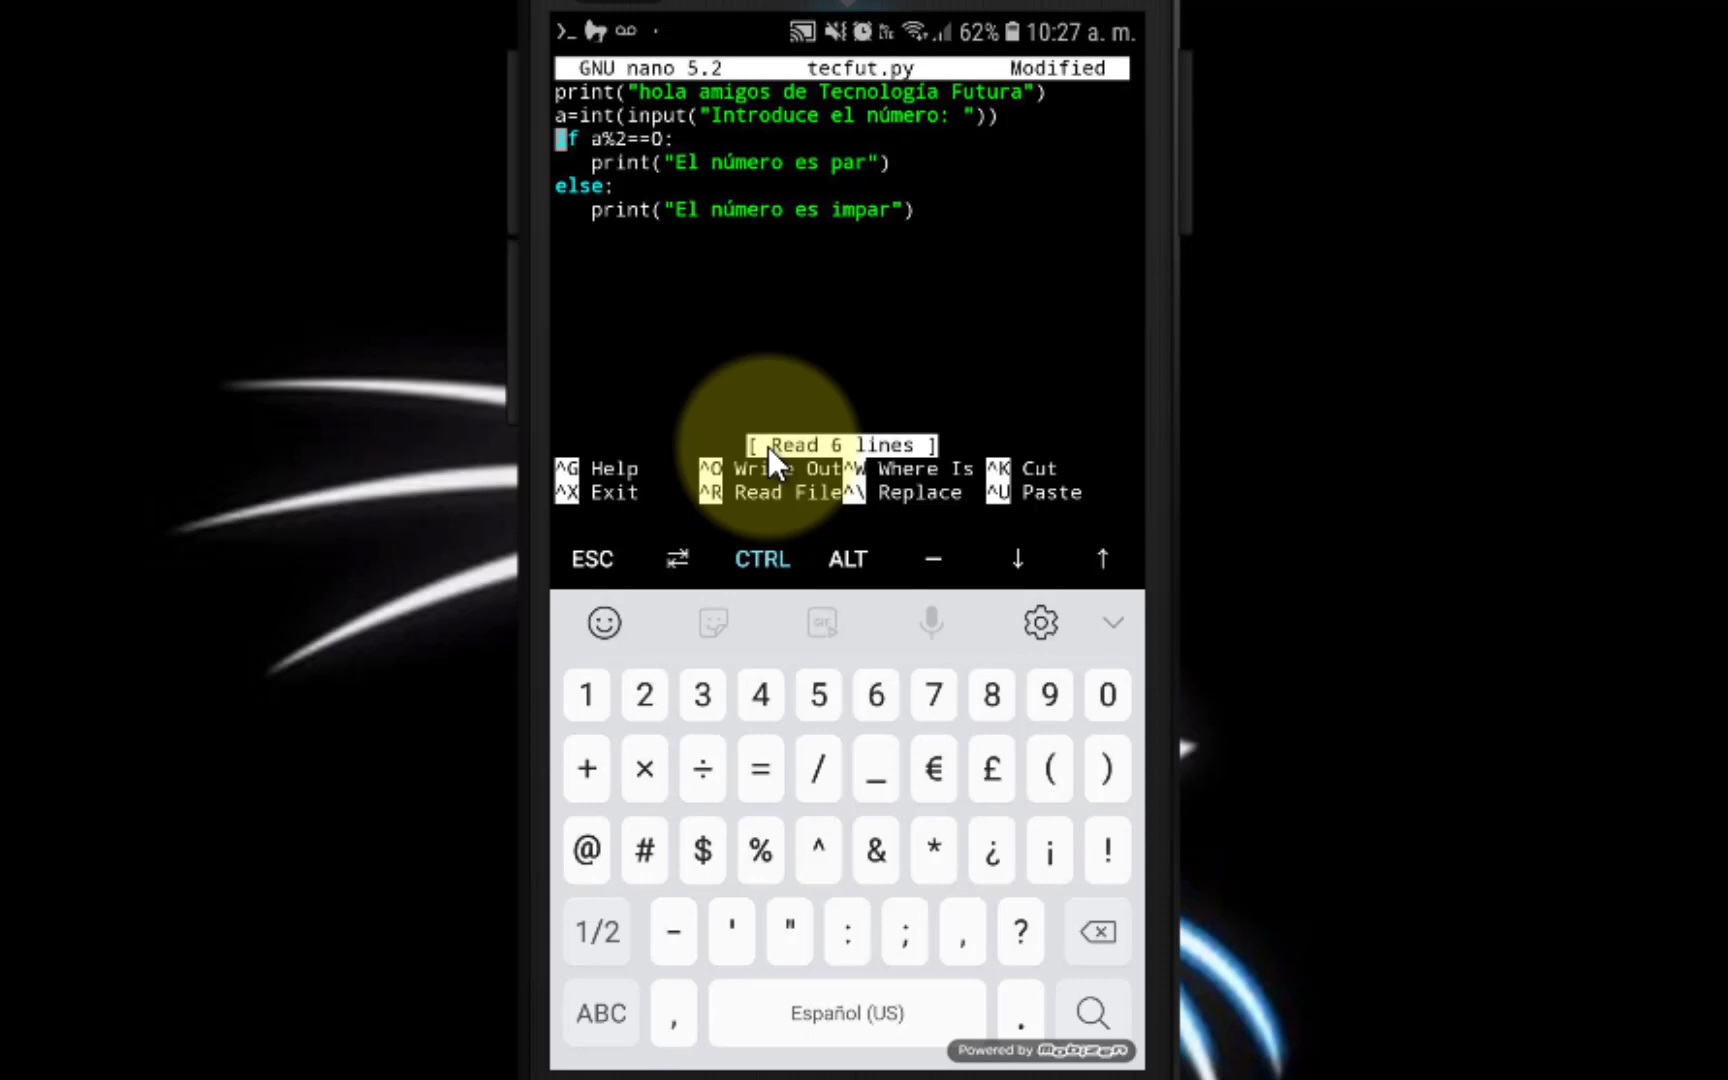 >_ 62% 10:27 a. m.
GNU nano 5.2 tecfut.py Modified
print("hola amigos de Tecnología Futura")
a=int(input("Introduce el número: "))
if a%2==0:
print("El número es par")
else:
print("El número es impar")
[ Read 6 lines ]
^G Help ^O Write Out ^W Where Is ^K Cut
^X Exit ^R Read File ^\ Replace ^U Paste
ESC ⇄ CTRL ALT — ↓ ↑
GIF
1 2 3 4 5 6 7 8 9 0
+ × ÷ = / _ € £ ( )
@ # $ % ^ & * ¿ ¡ !
1/2 - ' " : ; , ?
ABC , Español (US) .
Powered by mobizen